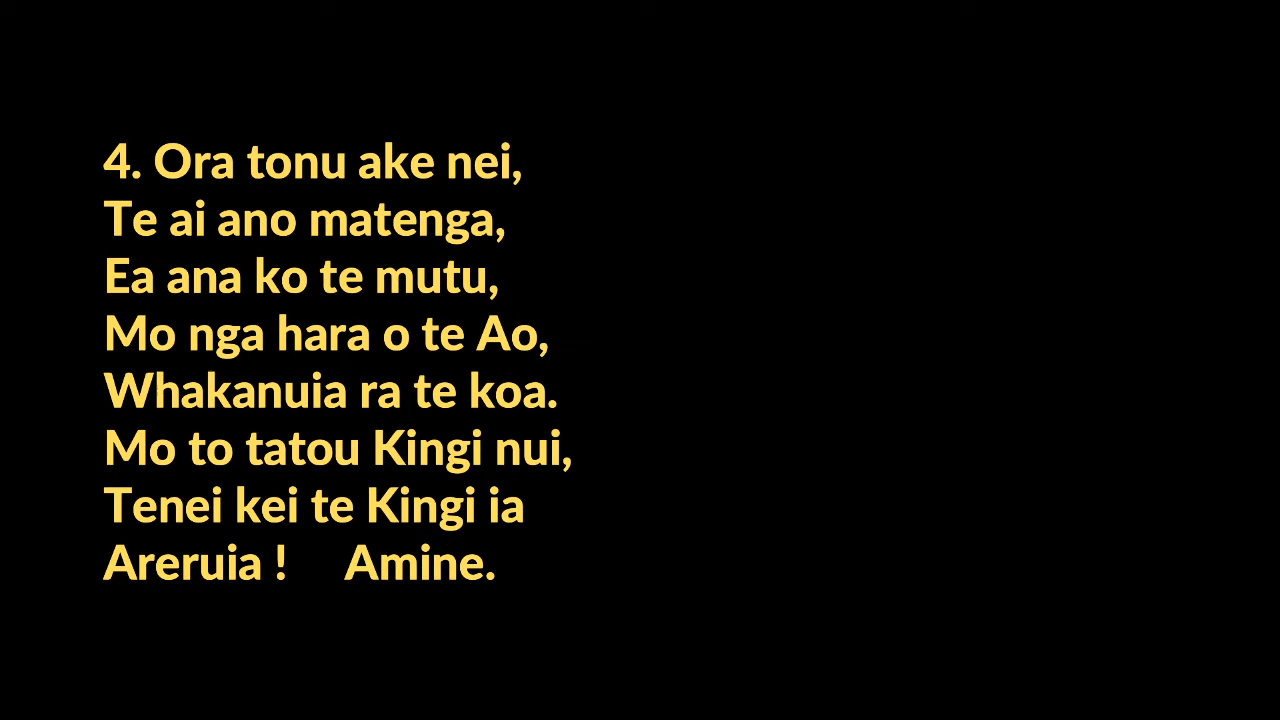 4. Ora tonu ake nei,
Te ai ano matenga,
Ea ana ko te mutu,
Mo nga hara o te Ao,
Whakanuia ra te koa.
Mo to tatou Kingi nui,
Tenei kei te Kingi ia
Areruia ! Amine.